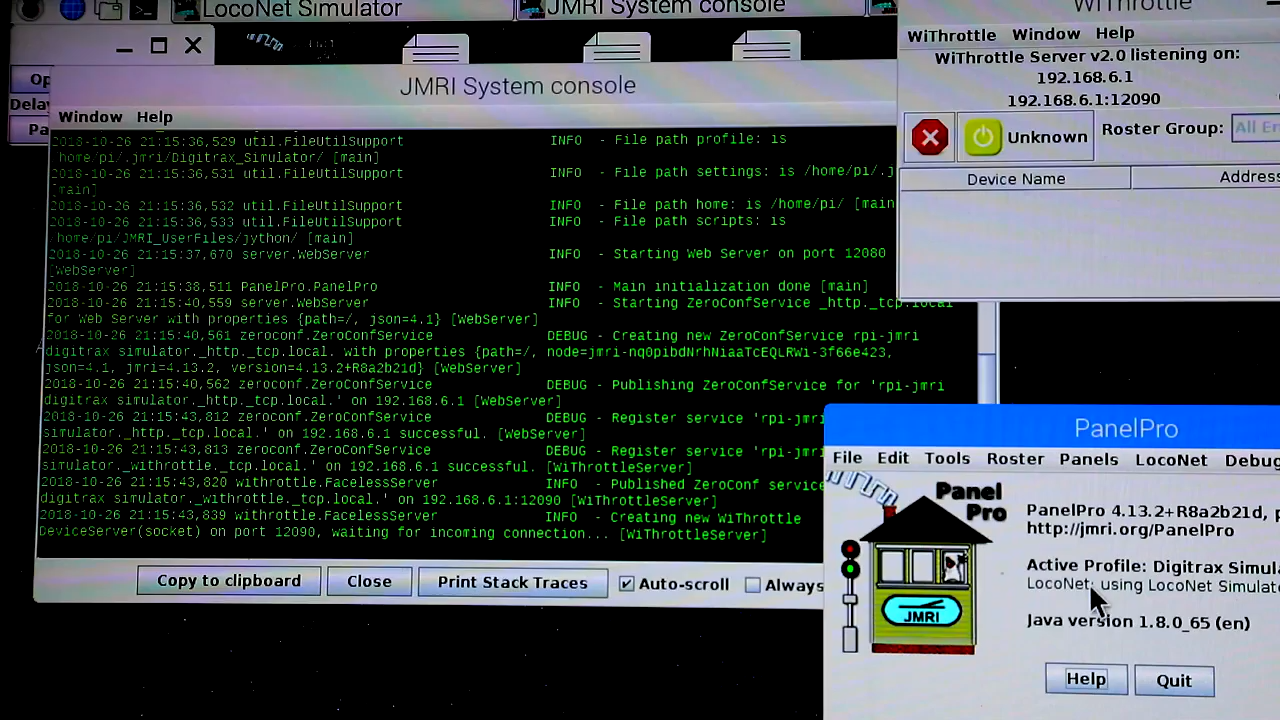 LocoNet Simulator
JMRI System console
WiThrottle
Op
Dela
Pa
JMRI System console
Window Help
2018-10-26 21:15:36,529 util.FileUtilSupport INFO - File path profile: is
/home/pi/.jmri/Digitrax_Simulator/ [main]
2018-10-26 21:15:36,531 util.FileUtilSupport INFO - File path settings: is /home/pi/.j
[main]
2018-10-26 21:15:36,532 util.FileUtilSupport INFO - File path home: is /home/pi/ [main
2018-10-26 21:15:36,533 util.FileUtilSupport INFO - File path scripts: is
/home/pi/JMRI_UserFiles/jython/ [main]
2018-10-26 21:15:37,670 server.WebServer INFO - Starting Web Server on port 12080
[WebServer]
2018-10-26 21:15:38,511 PanelPro.PanelPro INFO - Main initialization done [main]
2018-10-26 21:15:40,559 server.WebServer INFO - Starting ZeroConfService _http._tcp.local
for Web Server with properties {path=/, json=4.1} [WebServer]
2018-10-26 21:15:40,561 zeroconf.ZeroConfService DEBUG - Creating new ZeroConfService rpi-jmri
digitrax simulator._http._tcp.local. with properties {path=/, node=jmri-nq0pibdNrhNiaaTcEQLRWi-3f66e423,
json=4.1, jmri=4.13.2, version=4.13.2+R8a2b21d} [WebServer]
2018-10-26 21:15:40,562 zeroconf.ZeroConfService DEBUG - Publishing ZeroConfService for 'rpi-jmri
digitrax simulator._http._tcp.local.' on 192.168.6.1 [WebServer]
2018-10-26 21:15:43,812 zeroconf.ZeroConfService DEBUG - Register service 'rpi-jmri
simulator._http._tcp.local.' on 192.168.6.1 successful. [WebServer]
2018-10-26 21:15:43,813 zeroconf.ZeroConfService DEBUG - Register service 'rpi-jmri
simulator._withrottle._tcp.local.' on 192.168.6.1 successful. [WiThrottleServer]
2018-10-26 21:15:43,820 withrottle.FacelessServer INFO - Published ZeroConf service
digitrax simulator._withrottle._tcp.local.' on 192.168.6.1:12090 [WiThrottleServer]
2018-10-26 21:15:43,839 withrottle.FacelessServer INFO - Creating new WiThrottle
DeviceServer(socket) on port 12090, waiting for incoming connection... [WiThrottleServer]
Copy to clipboard Close Print Stack Traces Auto-scroll Always
WiThrottle Window Help
WiThrottle Server v2.0 listening on:
192.168.6.1
192.168.6.1:12090
Unknown Roster Group: All En
Device Name Address
PanelPro
File Edit Tools Roster Panels LocoNet Debug
Panel
Pro
JMRI
PanelPro 4.13.2+R8a2b21d, p
http://jmri.org/PanelPro
Active Profile: Digitrax Simula
LocoNet: using LocoNet Simulat
Java version 1.8.0_65 (en)
Help Quit